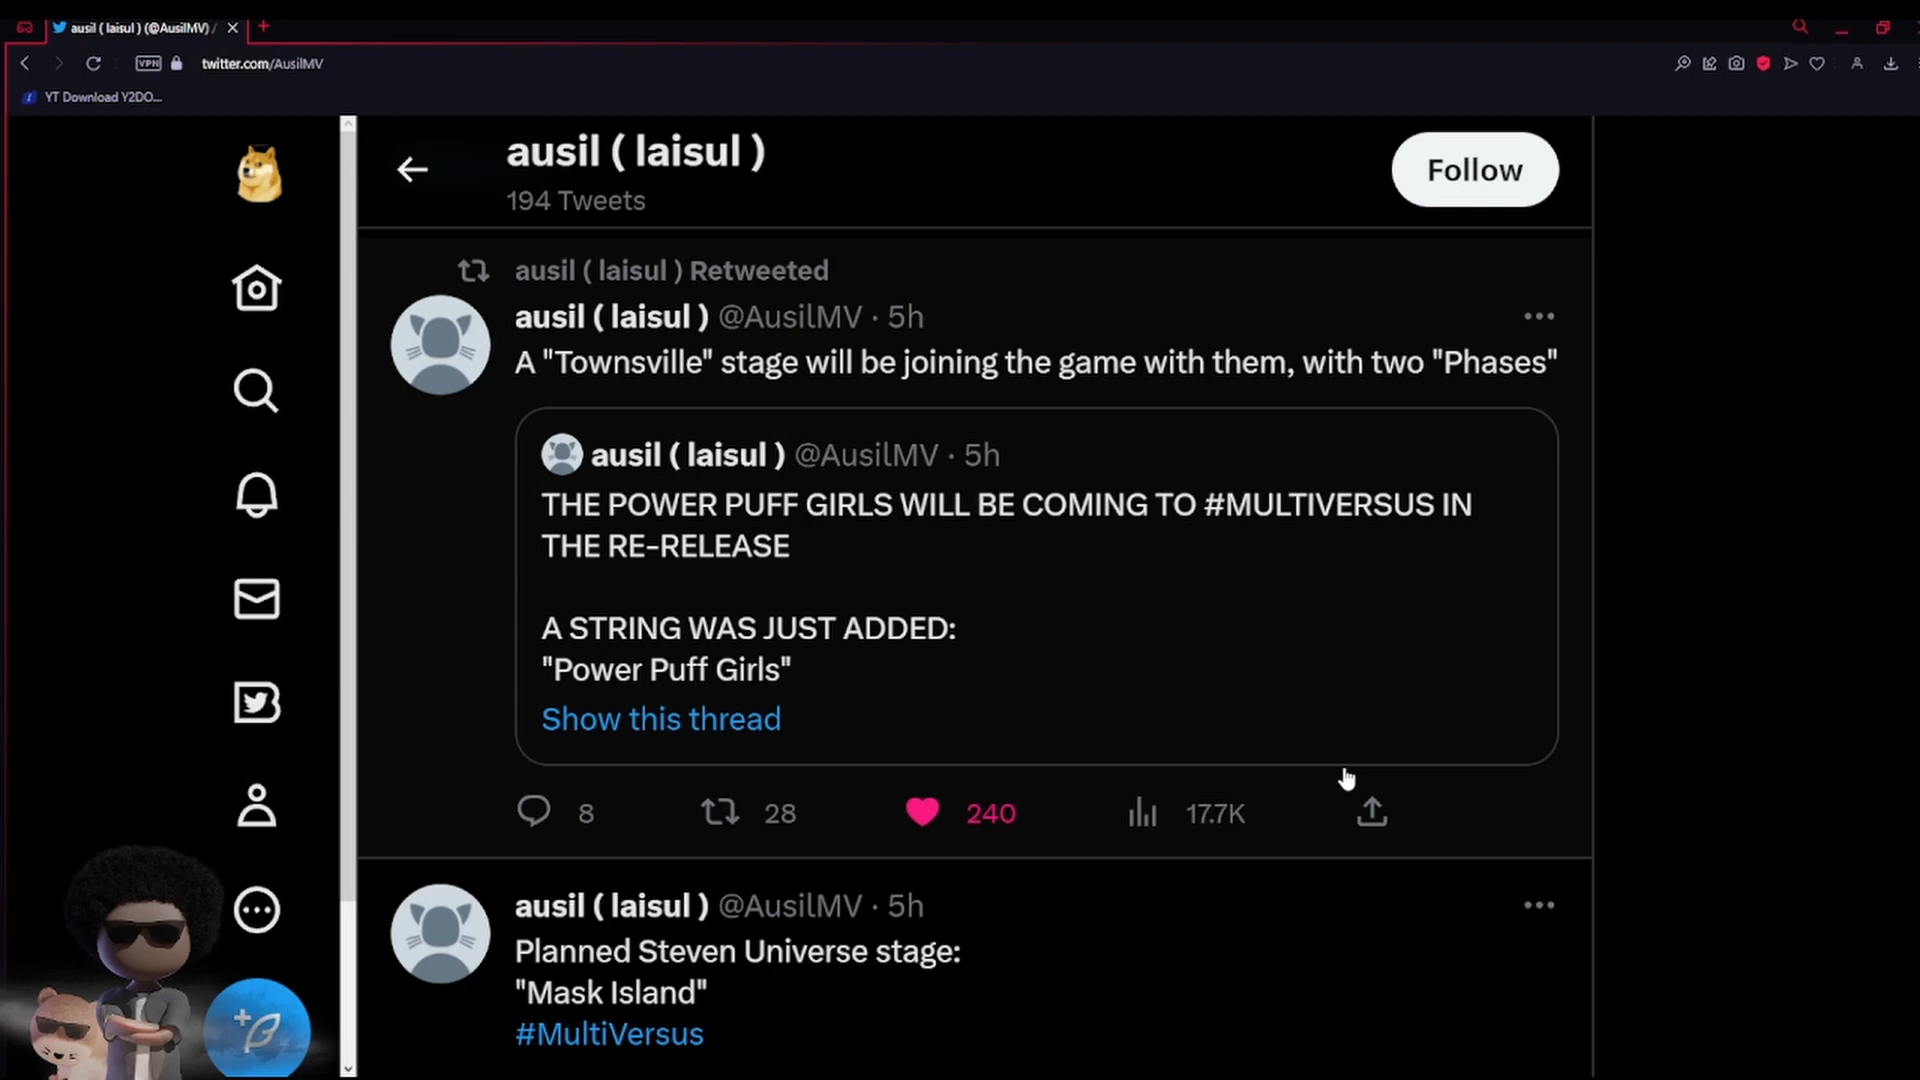 ausil ( laisul ) (@AusilMV) /
VPN
twitter.com/AusilMV
YT Download Y2DO...
ausil ( laisul )
194 Tweets
Follow
ausil ( laisul ) Retweeted
ausil ( laisul ) @AusilMV · 5h
A "Townsville" stage will be joining the game with them, with two "Phases"
ausil ( laisul ) @AusilMV · 5h
THE POWER PUFF GIRLS WILL BE COMING TO #MULTIVERSUS IN
THE RE-RELEASE
A STRING WAS JUST ADDED:
"Power Puff Girls"
Show this thread
8
28
240
17.7K
ausil ( laisul ) @AusilMV · 5h
Planned Steven Universe stage:
"Mask Island"
#MultiVersus